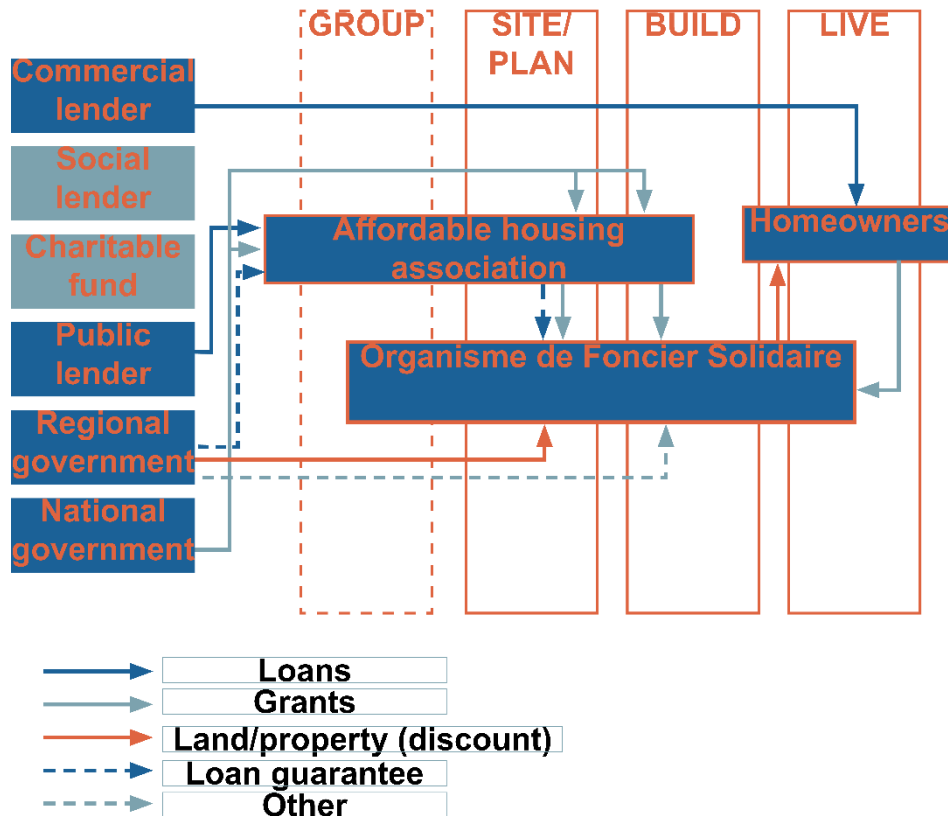 GROUP
SITE/
PLAN
BUILD
LIVE
Commercial
lender
Social
lender
Charitable
fund
Public
lender
Regional
government
National
government
Affordable housing
association
Homeowners
Organisme de Foncier Solidaire
Loans
Grants
Land/property (discount)
Loan guarantee
Other